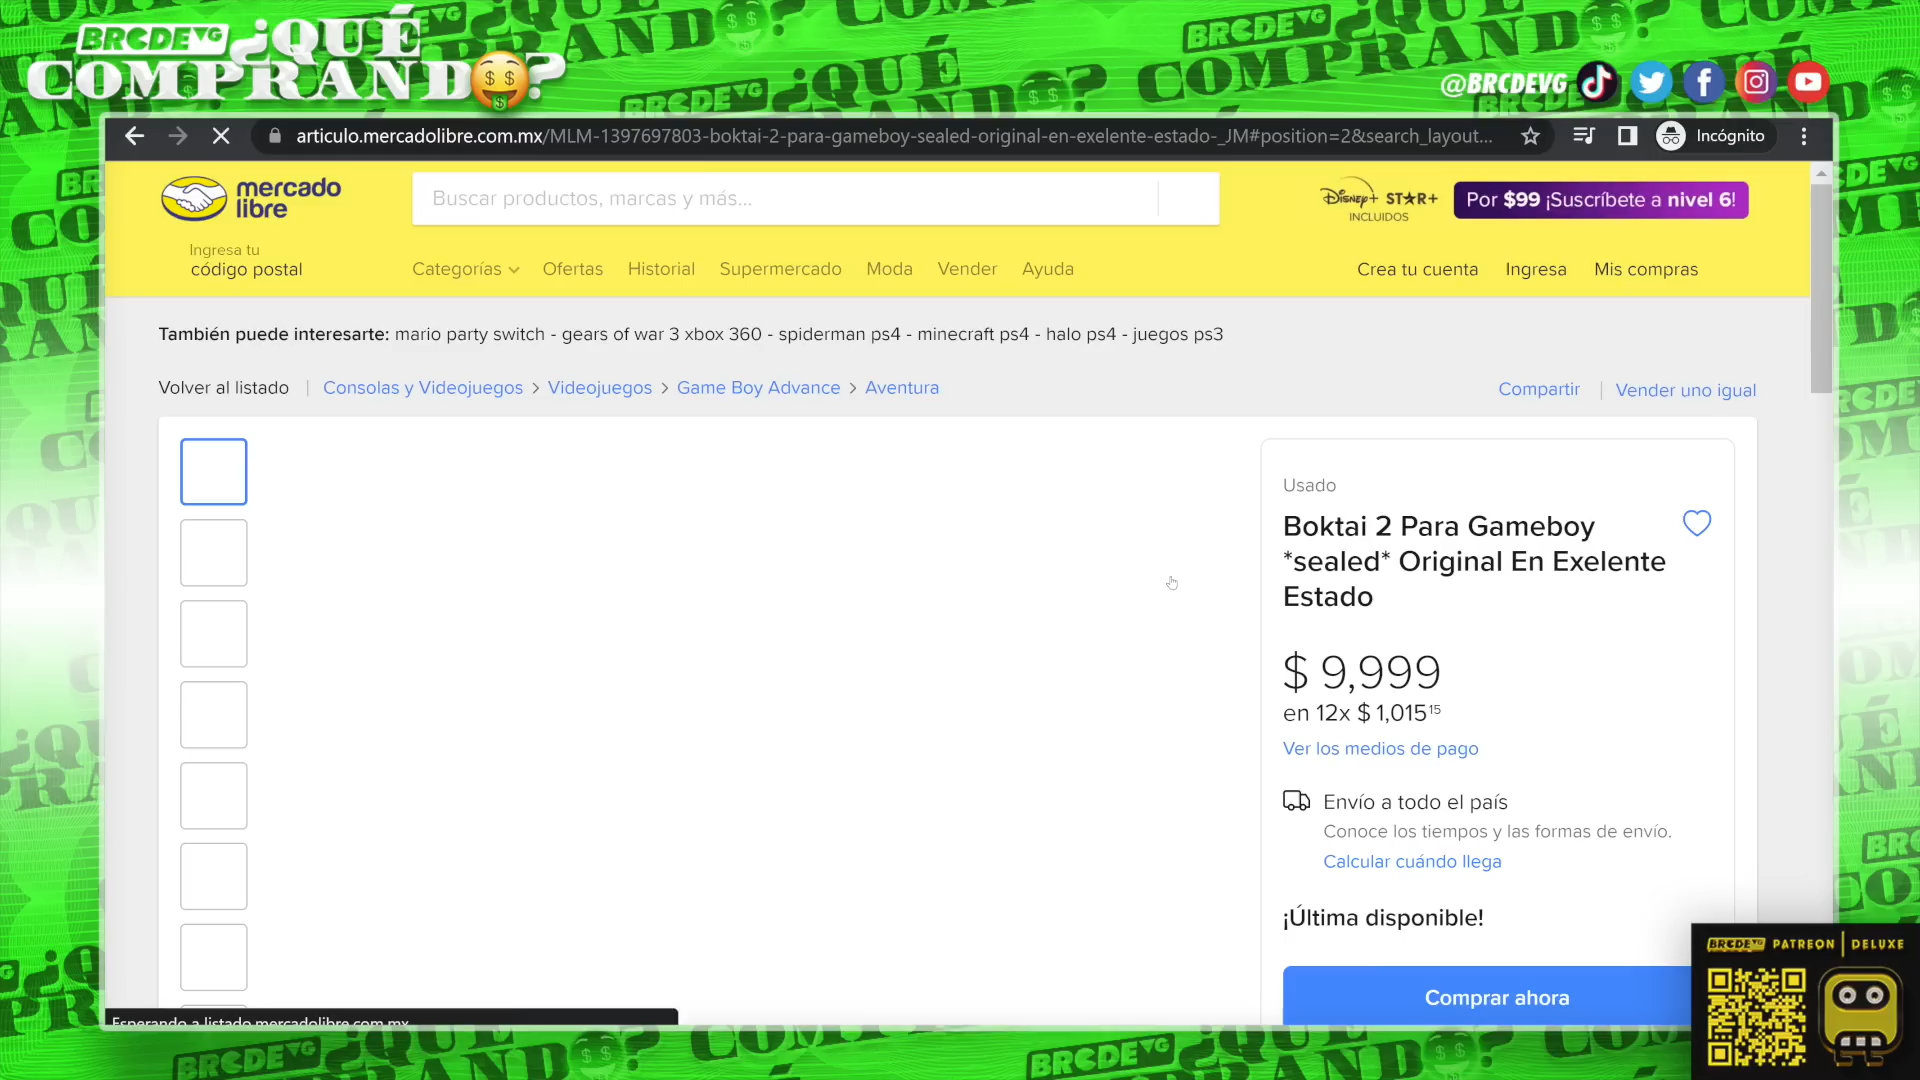 BRCDEVG ¿QUÉ
COMPRANDO?
@BRCDEVG
articulo.mercadolibre.com.mx/MLM-1397697803-boktai-2-para-gameboy-sealed-original-en-exelente-estado-_JM#position=2&search_layout...
Incógnito
mercado
libre
Buscar productos, marcas y más...
Disney+ STAR+
INCLUIDOS
Por $99 ¡Suscríbete a nivel 6!
Ingresa tu
código postal
Categorías
Ofertas
Historial
Supermercado
Moda
Vender
Ayuda
Crea tu cuenta
Ingresa
Mis compras
También puede interesarte: mario party switch - gears of war 3 xbox 360 - spiderman ps4 - minecraft ps4 - halo ps4 - juegos ps3
Volver al listado | Consolas y Videojuegos > Videojuegos > Game Boy Advance > Aventura
Compartir | Vender uno igual
Usado
Boktai 2 Para Gameboy
*sealed* Original En Exelente
Estado
$ 9,999
en 12x $ 1,015 15
Ver los medios de pago
Envío a todo el país
Conoce los tiempos y las formas de envío.
Calcular cuándo llega
¡Última disponible!
Comprar ahora
Esperando a listado.mercadolibre.com.mx...
BRCDEVG PATREON | DELUXE